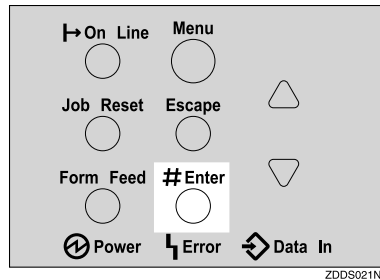 On Line Menu
Job Reset Escape
Form Feed # Enter
Power Error Data In
ZDDS021N